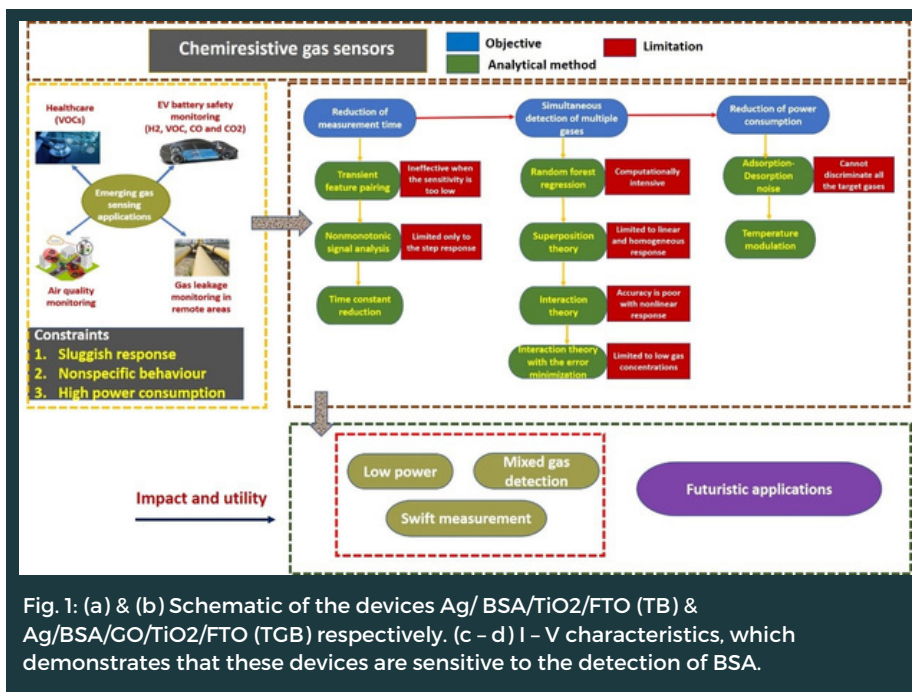 Chemiresistive gas sensors
Objective
Analytical method
Limitation
Healthcare
(VOCs)
EV battery safety
monitoring
(H2, VOC, CO and CO2)
Emerging gas
sensing
applications
Air quality
monitoring
Gas leakage
monitoring in
remote areas
Constraints
1. Sluggish response
2. Nonspecific behaviour
3. High power consumption
Reduction of
measurement time
Transient
feature pairing
Ineffective when
the sensitivity is
too low
Nonmonotonic
signal analysis
Limited only to
the step response
Time constant
reduction
Simultaneous
detection of multiple
gases
Random forest
regression
Computationally
intensive
Superposition
theory
Limited to linear
and homogeneous
response
Interaction
theory
Accuracy is poor
with nonlinear
response
Interaction theory
with the error
minimization
Limited to low gas
concentrations
Reduction of power
consumption
Adsorption-
Desorption
noise
Cannot
discriminate all
the target gases
Temperature
modulation
Impact and utility
Low power
Mixed gas
detection
Swift measurement
Futuristic applications
Fig. 1: (a) & (b) Schematic of the devices Ag/ BSA/TiO2/FTO (TB) &
Ag/BSA/GO/TiO2/FTO (TGB) respectively. (c – d) I – V characteristics, which
demonstrates that these devices are sensitive to the detection of BSA.